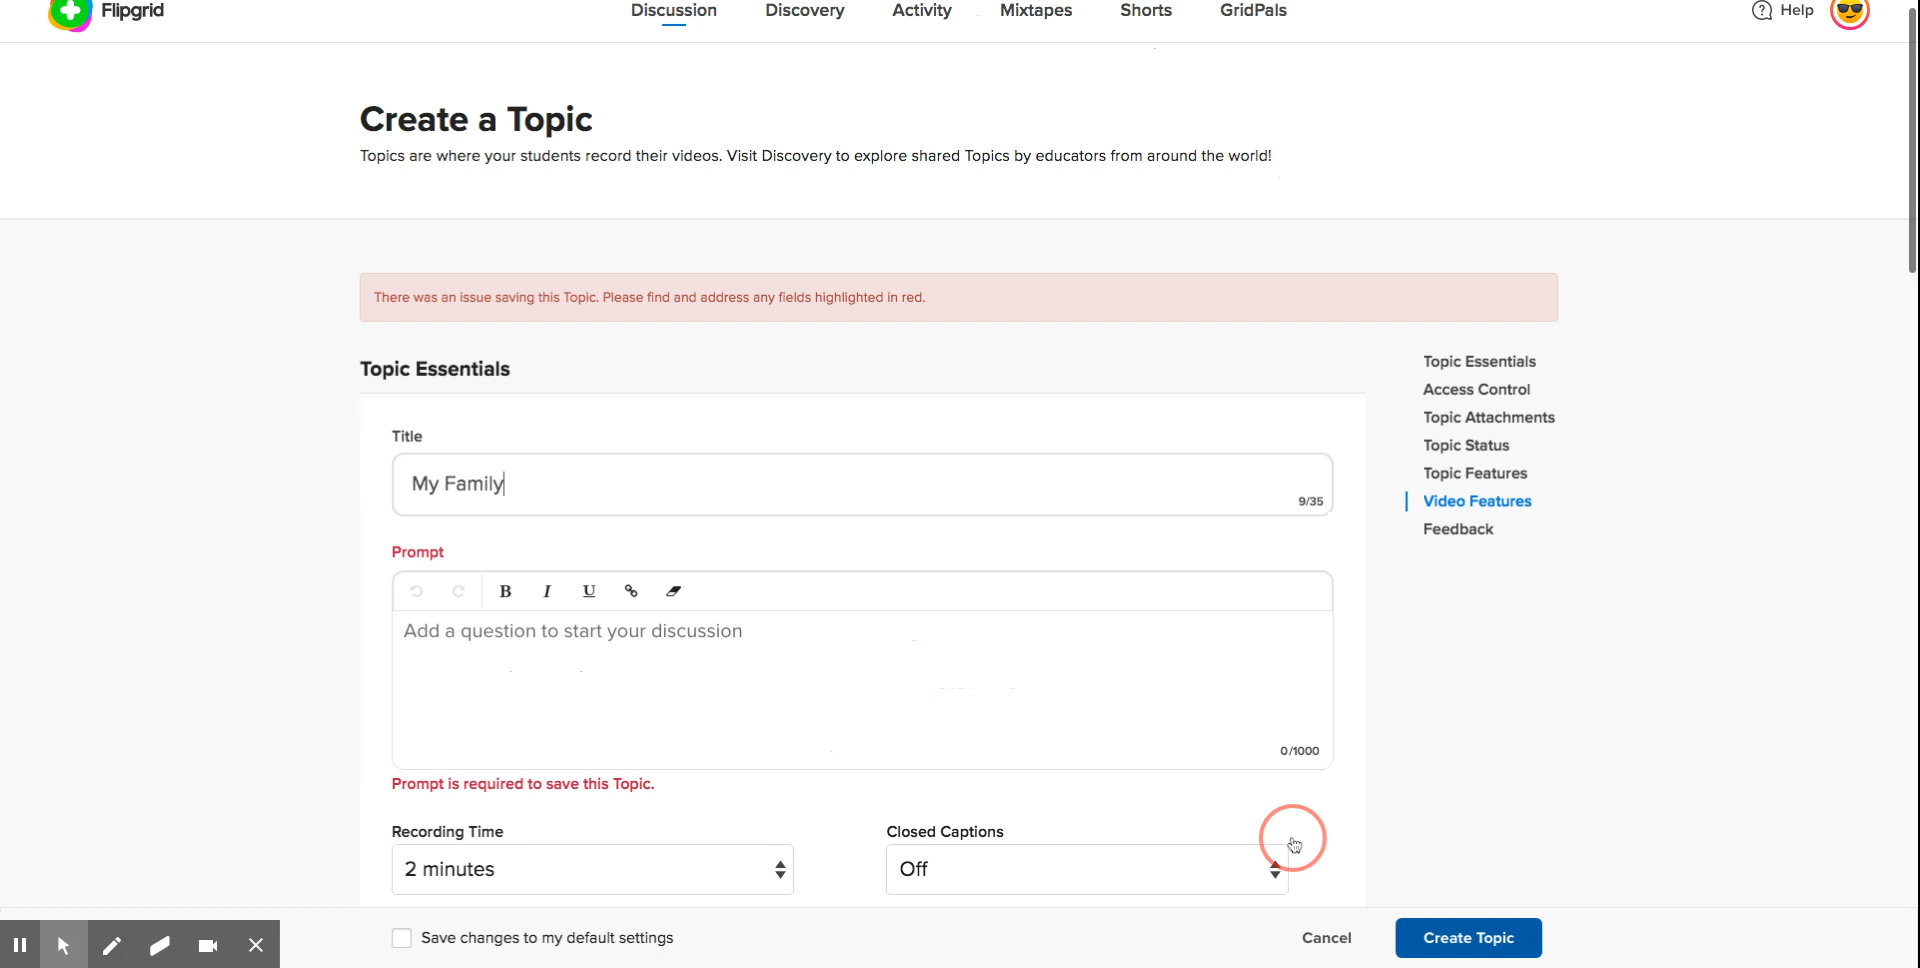 Flipgrid
Discussion
Discovery
Activity
Mixtapes
Shorts
GridPals
Help
Create a Topic
Topics are where your students record their videos. Visit Discovery to explore shared Topics by educators from around the world!
There was an issue saving this Topic. Please find and address any fields highlighted in red.
Topic Essentials
Title
My Family
9/35
Prompt
B I U
Add a question to start your discussion
0/1000
Prompt is required to save this Topic.
Recording Time
2 minutes
Closed Captions
Off
Topic Essentials
Access Control
Topic Attachments
Topic Status
Topic Features
Video Features
Feedback
Save changes to my default settings
Cancel
Create Topic